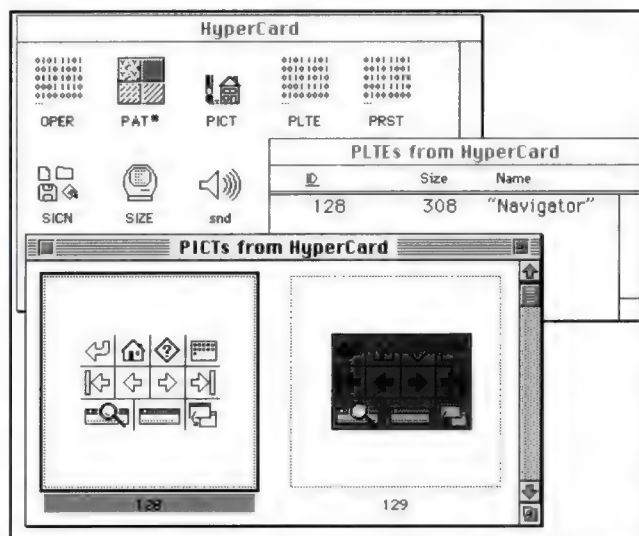 HyperCard
OPER PAT# PICT PLTE PRST
SICN SIZE snd
PLTEs from HyperCard
ID Size Name
128 308 "Navigator"
PICTs from HyperCard
128 129